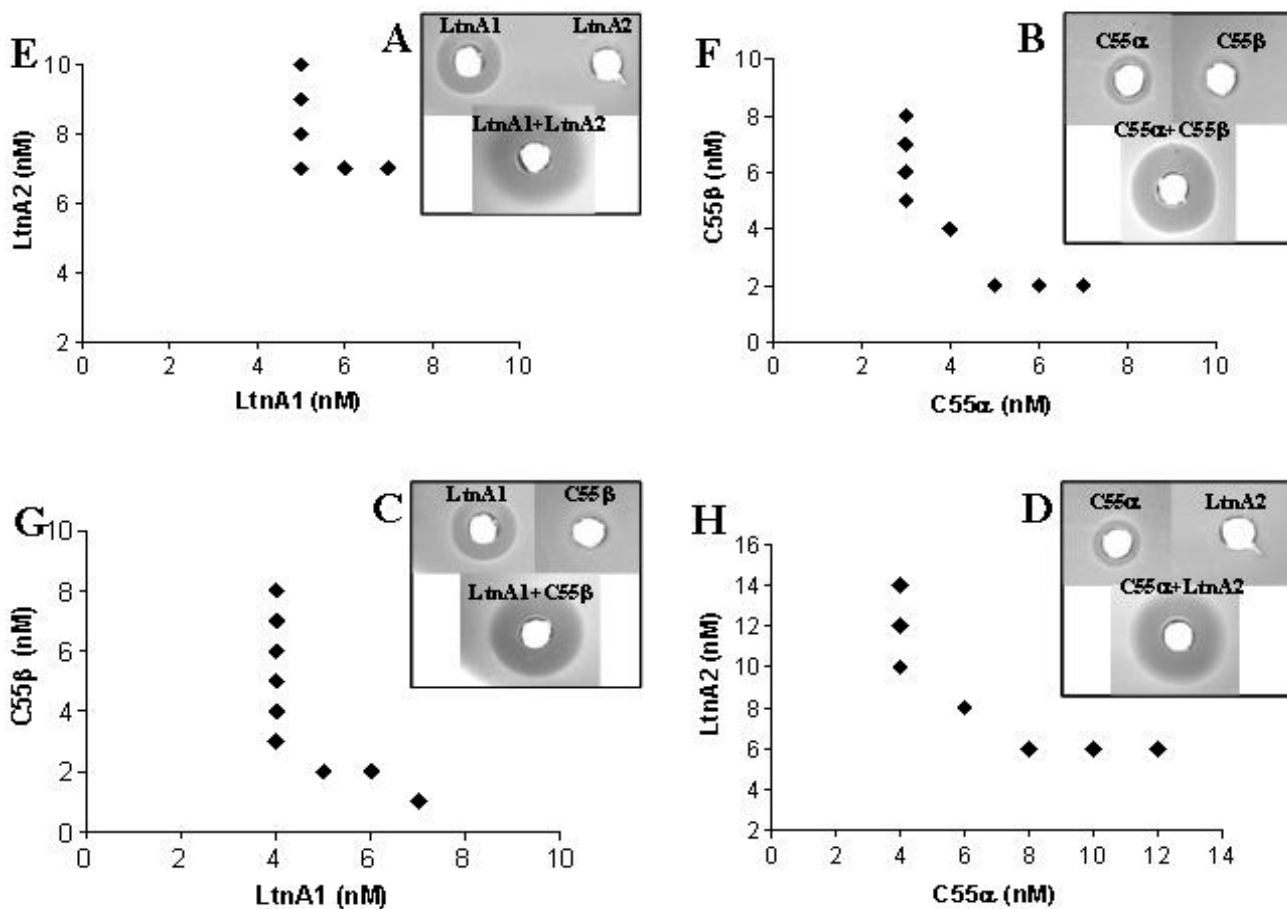 E
LtnA2 (nM)
10
8
6
4
2
0 2 4 6 8 10
LtnA1 (nM)
A
LtnA1 LtnA2
LtnA1+LtnA2
F
C55β (nM)
10
8
6
4
2
0
0 2 4 6 8 10
C55α (nM)
B
C55α C55β
C55α+C55β
G
C55β (nM)
10
8
6
4
2
0
0 2 4 6 8 10
LtnA1 (nM)
C
LtnA1 C55β
LtnA1+C55β
H
LtnA2 (nM)
16
14
12
10
8
6
4
2
0 2 4 6 8 10 12 14
C55α (nM)
D
C55α LtnA2
C55α+LtnA2